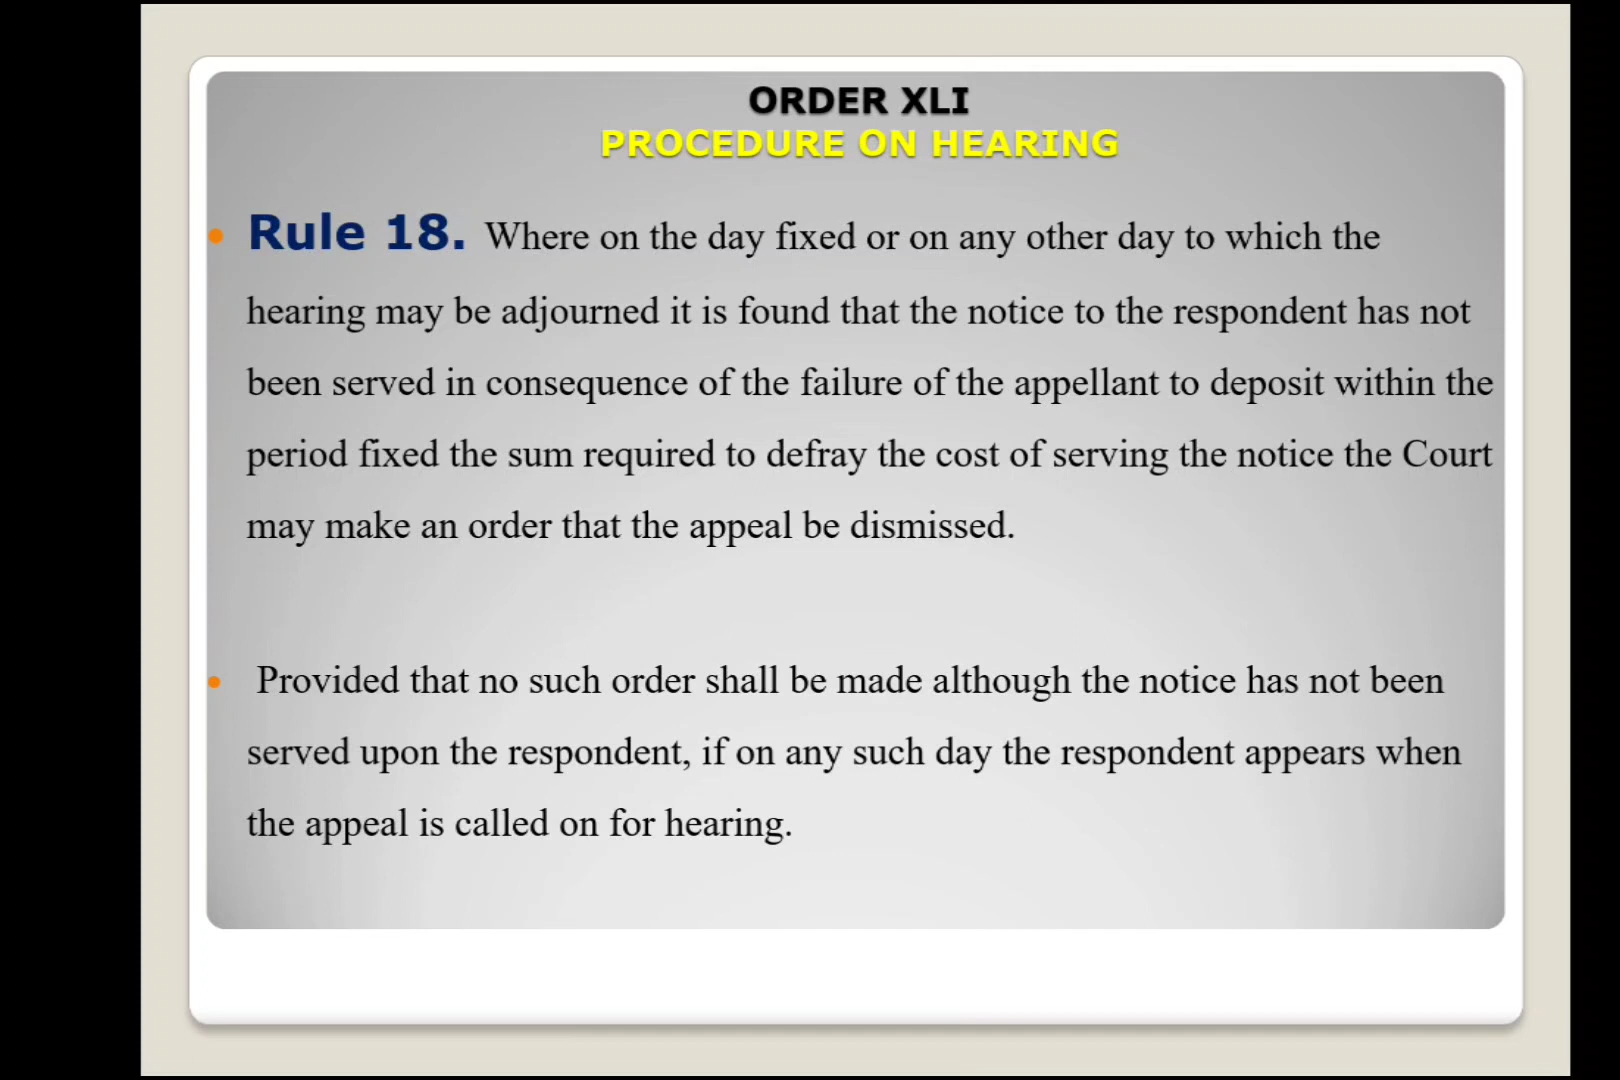 ORDER XLI
PROCEDURE ON HEARING
• Rule 18. Where on the day fixed or on any other day to which the
hearing may be adjourned it is found that the notice to the respondent has not
been served in consequence of the failure of the appellant to deposit within the
period fixed the sum required to defray the cost of serving the notice the Court
may make an order that the appeal be dismissed.
• Provided that no such order shall be made although the notice has not been
served upon the respondent, if on any such day the respondent appears when
the appeal is called on for hearing.